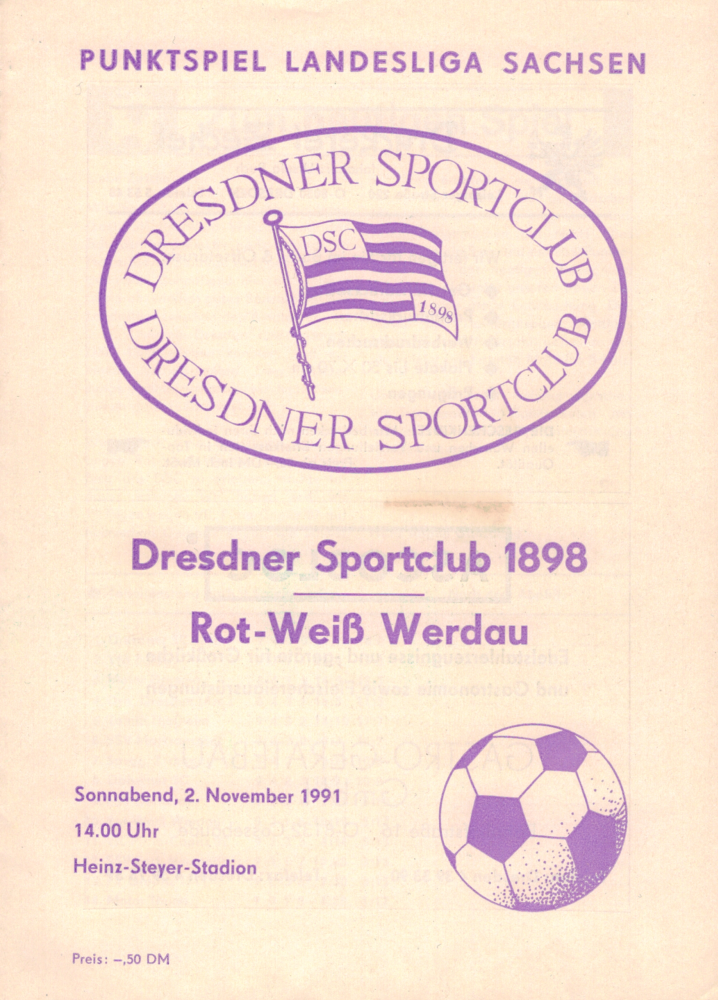 PUNKTSPIEL LANDESLIGA SACHSEN
DRESDNER SPORTCLUB
DSC
1898
DRESDNER SPORTCLUB
Dresdner Sportclub 1898
Rot-Weiß Werdau
Sonnabend, 2. November 1991
14.00 Uhr
Heinz-Steyer-Stadion
Preis: –,50 DM